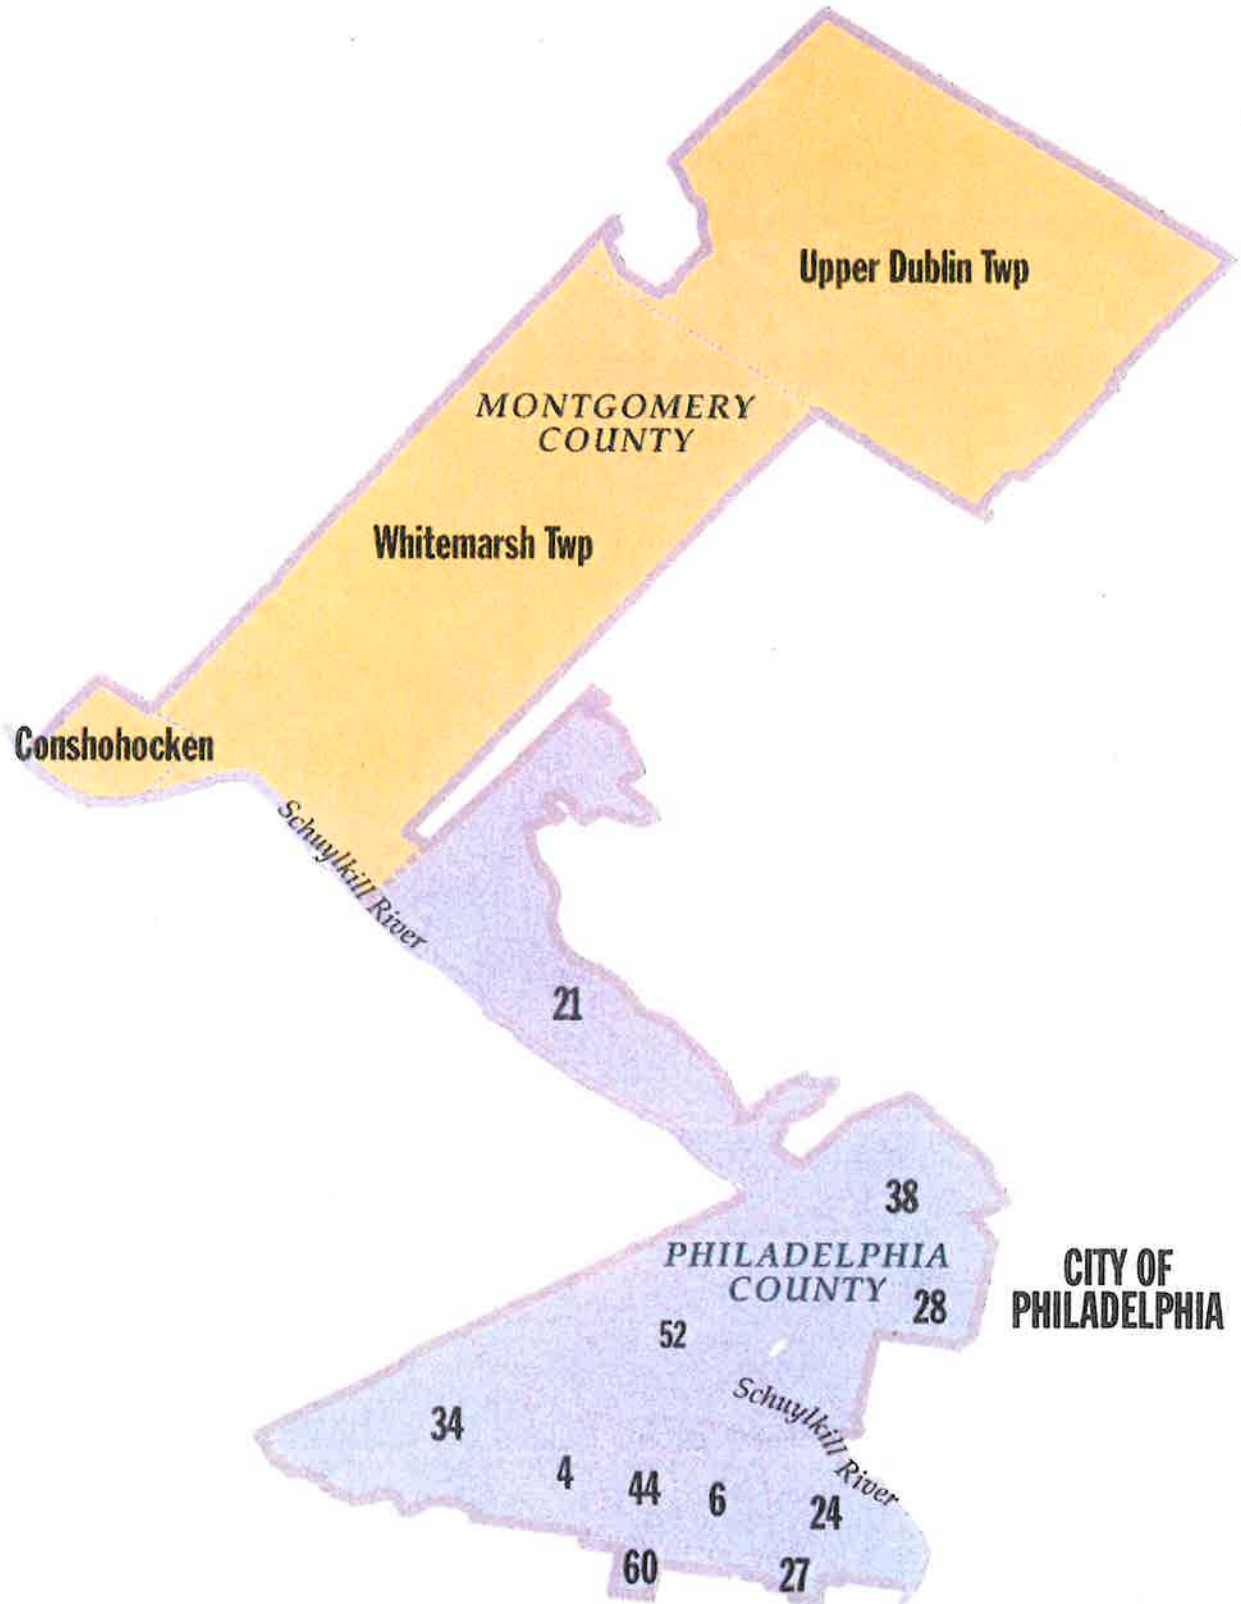 Upper Dublin Twp
MONTGOMERY
COUNTY
Whitemarsh Twp
Conshohocken
Schuylkill River
21
38
PHILADELPHIA
COUNTY
CITY OF
PHILADELPHIA
28
52
Schuylkill River
34
4
44
6
24
60
27